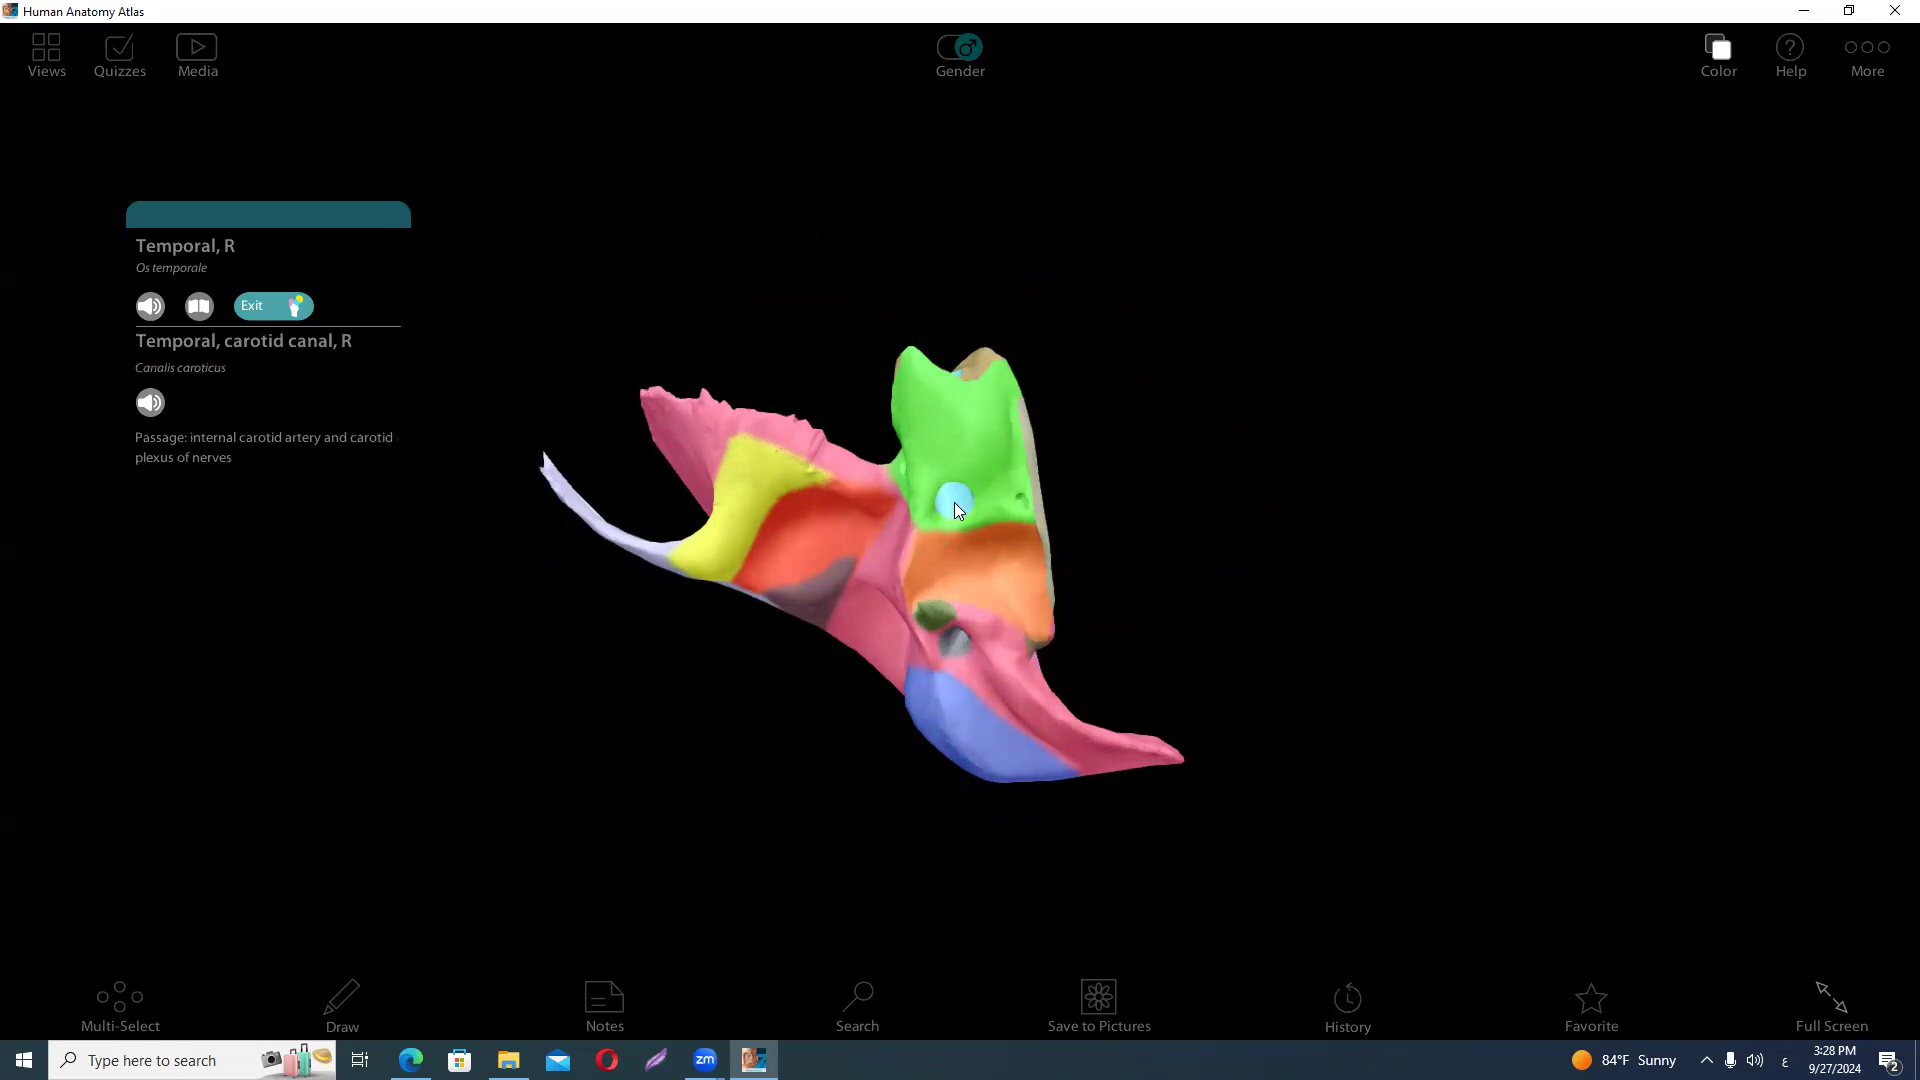 Human Anatomy Atlas
Views
Quizzes
Media
Gender
Color
?
Help
More
Temporal, R
Os temporale
Exit
Temporal, carotid canal, R
Canalis caroticus
Passage: internal carotid artery and carotid
plexus of nerves
Multi-Select
Draw
Notes
Search
Save to Pictures
History
Favorite
Full Screen
Type here to search
zm
84°F Sunny
ع
3:28 PM
9/27/2024
2